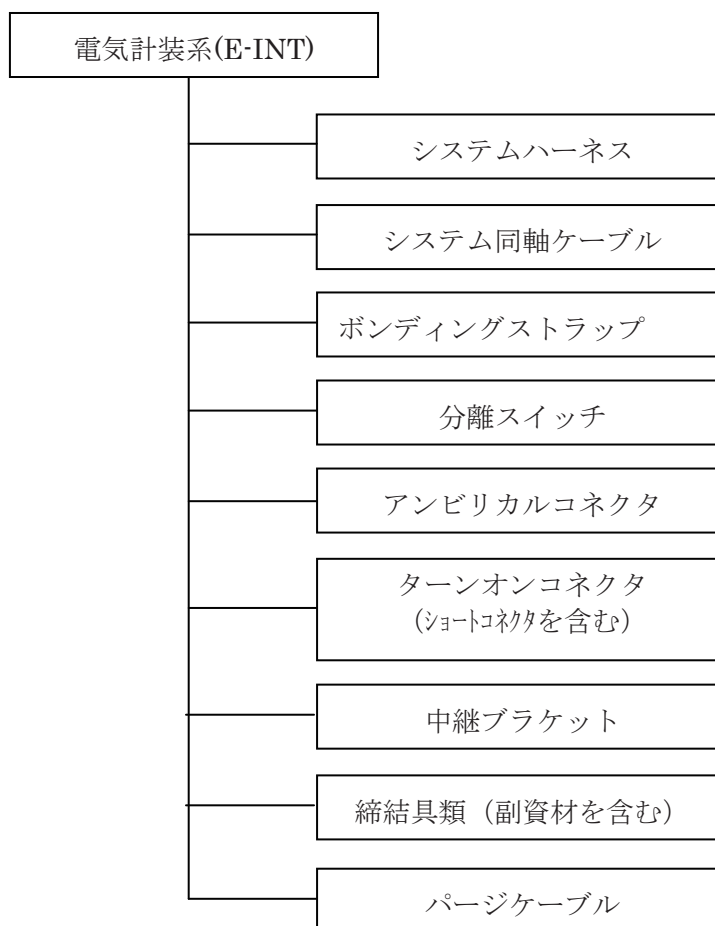 電気計装系(E-INT)
システムハーネス
システム同軸ケーブル
ボンディングストラップ
分離スイッチ
アンビリカルコネクタ
ターンオンコネクタ
(ｼｮｰﾄｺﾈｸﾀを含む)
中継ブラケット
締結具類（副資材を含む）
パージケーブル